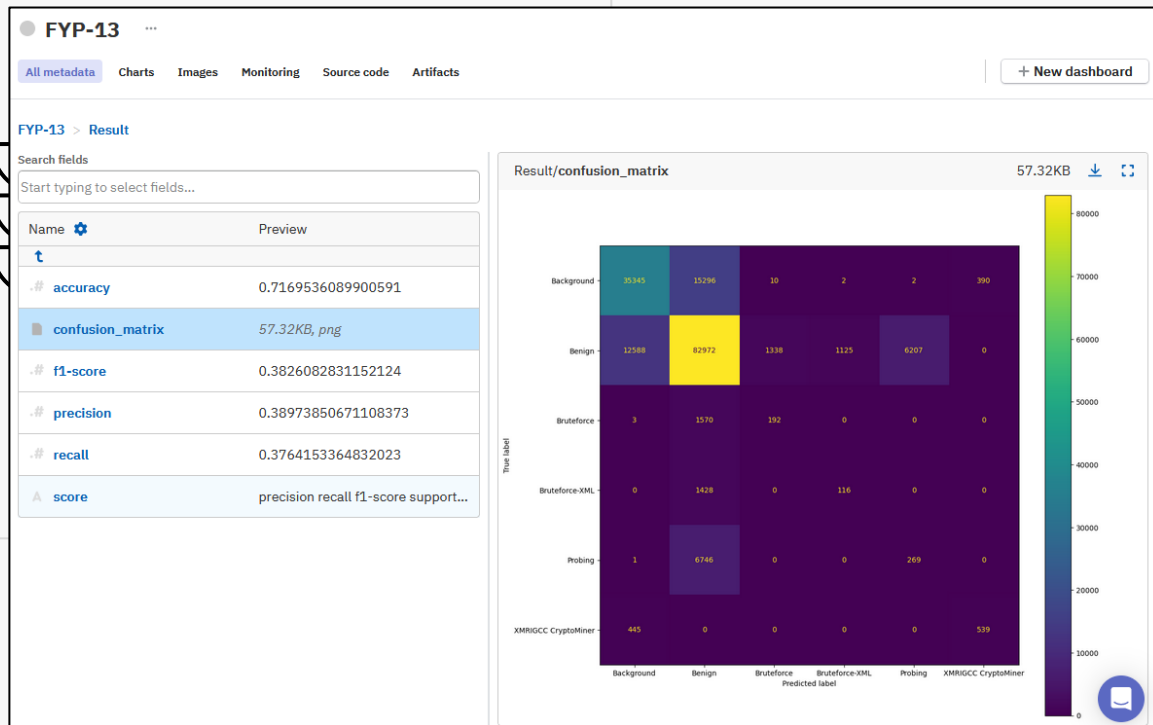 FYP-13 ...
All metadata Charts Images Monitoring Source code Artifacts + New dashboard
FYP-13 > Result
Search fields
Start typing to select fields...
Name Preview
.# accuracy 0.7169536089900591
confusion_matrix 57.32KB, png
.# f1-score 0.3826082831152124
.# precision 0.38973850671108373
.# recall 0.3764153364832023
A score precision recall f1-score support...
Result/confusion_matrix 57.32KB
True label
Background 35345 15296 10 2 2 390
Benign 12588 82972 1338 1125 6207 0
Bruteforce 3 1570 192 0 0 0
Bruteforce-XML 0 1428 0 116 0 0
Probing 1 6746 0 0 269 0
XMRIGCC CryptoMiner 445 0 0 0 0 539
Background Benign Bruteforce Bruteforce-XML Probing XMRIGCC CryptoMiner
Predicted label
80000
70000
60000
50000
40000
30000
20000
10000
0